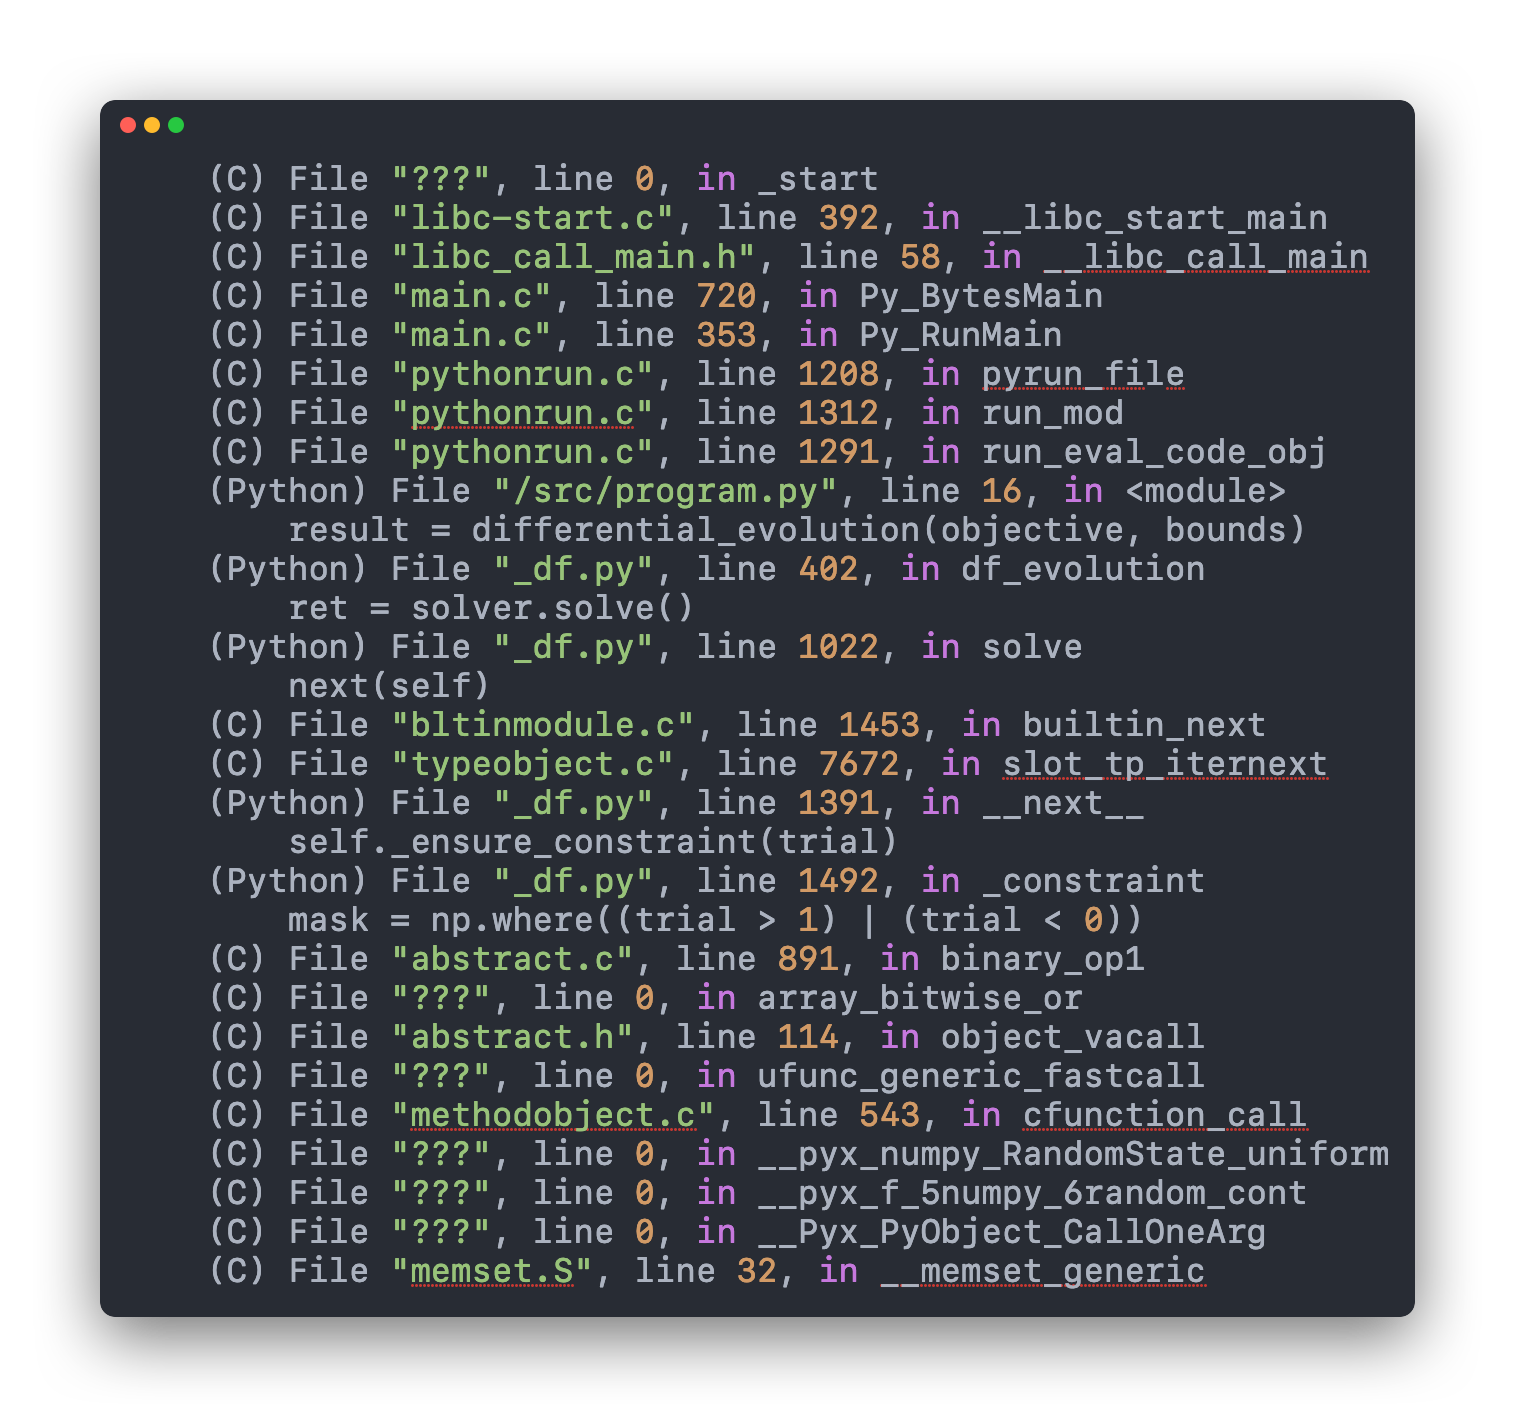 (C) File "???", line 0, in _start
(C) File "libc-start.c", line 392, in __libc_start_main
(C) File "libc_call_main.h", line 58, in __libc_call_main
(C) File "main.c", line 720, in Py_BytesMain
(C) File "main.c", line 353, in Py_RunMain
(C) File "pythonrun.c", line 1208, in pyrun_file
(C) File "pythonrun.c", line 1312, in run_mod
(C) File "pythonrun.c", line 1291, in run_eval_code_obj
(Python) File "/src/program.py", line 16, in <module>
    result = differential_evolution(objective, bounds)
(Python) File "_df.py", line 402, in df_evolution
    ret = solver.solve()
(Python) File "_df.py", line 1022, in solve
    next(self)
(C) File "bltinmodule.c", line 1453, in builtin_next
(C) File "typeobject.c", line 7672, in slot_tp_iternext
(Python) File "_df.py", line 1391, in __next__
    self._ensure_constraint(trial)
(Python) File "_df.py", line 1492, in _constraint
    mask = np.where((trial > 1) | (trial < 0))
(C) File "abstract.c", line 891, in binary_op1
(C) File "???", line 0, in array_bitwise_or
(C) File "abstract.h", line 114, in object_vacall
(C) File "???", line 0, in ufunc_generic_fastcall
(C) File "methodobject.c", line 543, in cfunction_call
(C) File "???", line 0, in __pyx_numpy_RandomState_uniform
(C) File "???", line 0, in __pyx_f_5numpy_6random_cont
(C) File "???", line 0, in __Pyx_PyObject_CallOneArg
(C) File "memset.S", line 32, in __memset_generic